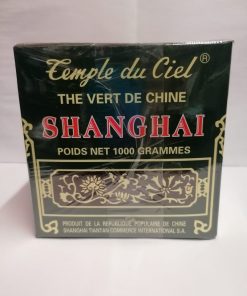 Temple du Ciel ®
THE VERT DE CHINE
SHANGHAI
POIDS NET 1000 GRAMMES
PRODUIT DE LA REPUBLIQUE POPULAIRE DE CHINE
SHANGHAI TIANTAN COMMERCE INTERNATIONAL S.A.